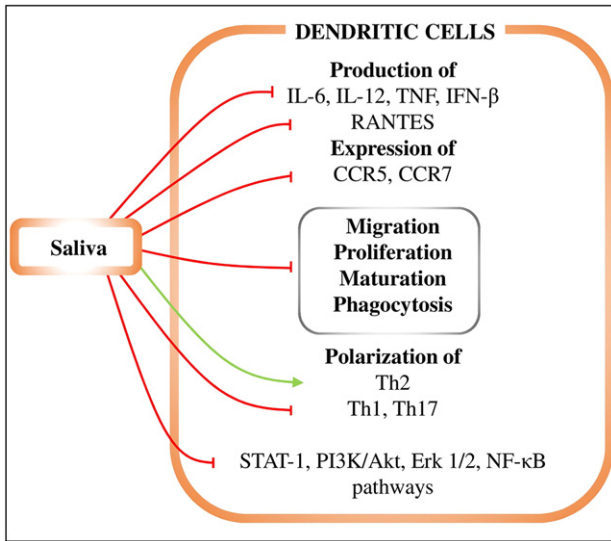 DENDRITIC CELLS
Production of
IL-6, IL-12, TNF, IFN-β
RANTES
Expression of
CCR5, CCR7
Saliva
Migration
Proliferation
Maturation
Phagocytosis
Polarization of
Th2
Th1, Th17
STAT-1, PI3K/Akt, Erk 1/2, NF-κB
pathways